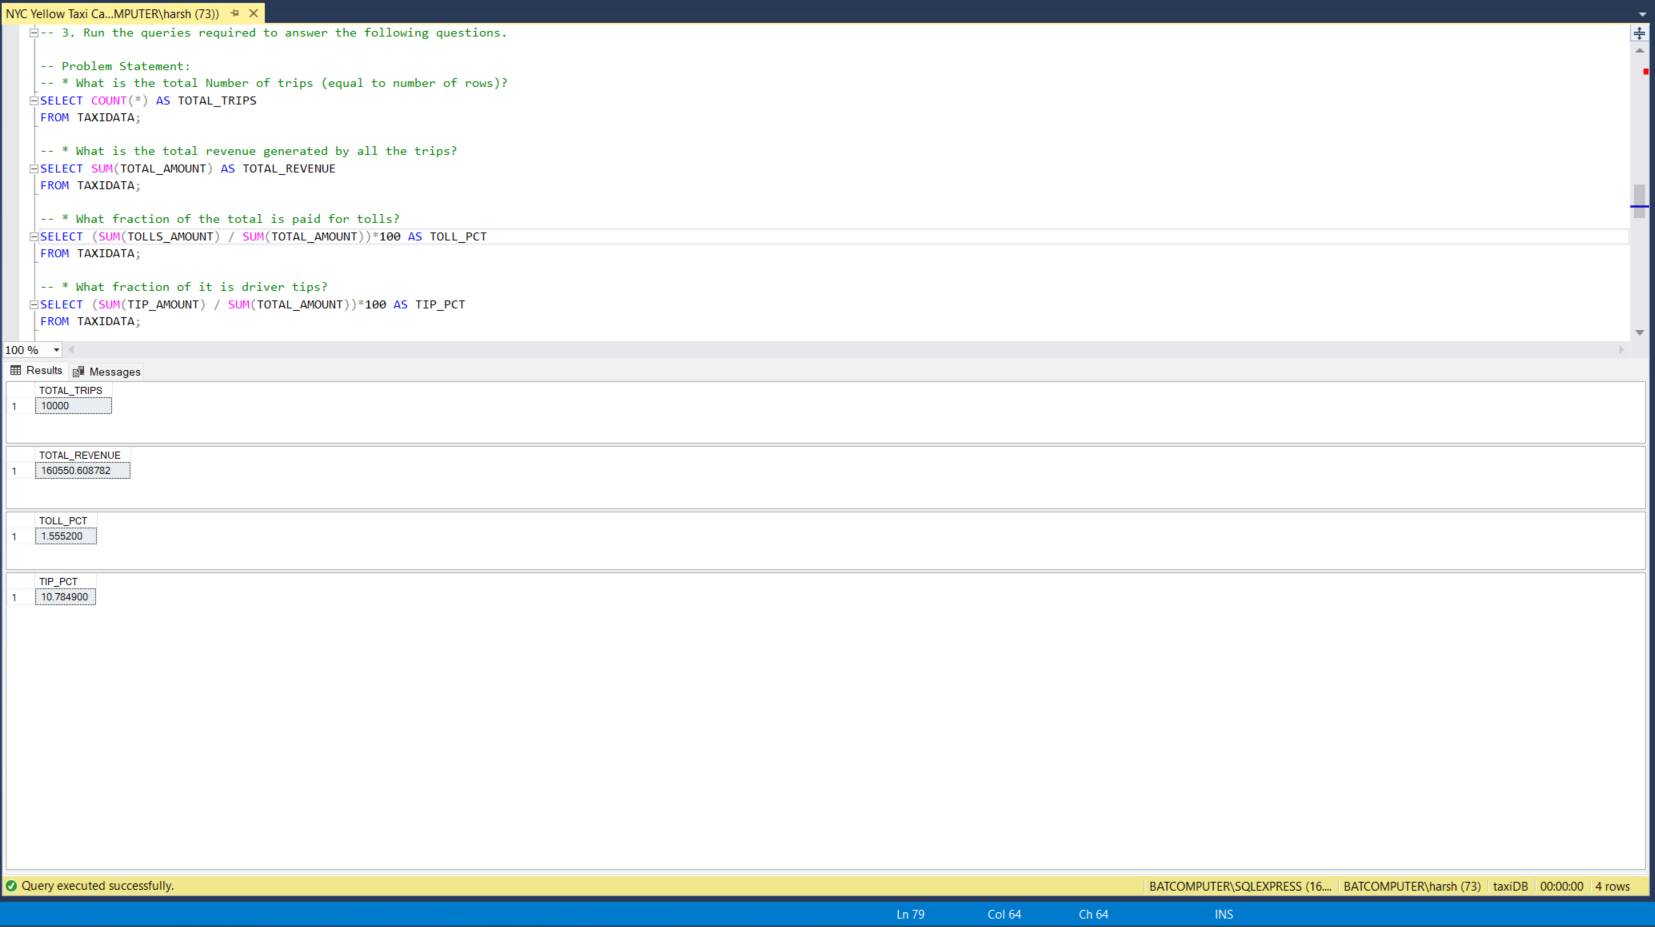 NYC Yellow Taxi Ca...MPUTER\harsh (73))
-- 3. Run the queries required to answer the following questions.
-- Problem Statement:
-- * What is the total Number of trips (equal to number of rows)?
SELECT COUNT(*) AS TOTAL_TRIPS
FROM TAXIDATA;
-- * What is the total revenue generated by all the trips?
SELECT SUM(TOTAL_AMOUNT) AS TOTAL_REVENUE
FROM TAXIDATA;
-- * What fraction of the total is paid for tolls?
SELECT (SUM(TOLLS_AMOUNT) / SUM(TOTAL_AMOUNT))*100 AS TOLL_PCT
FROM TAXIDATA;
-- * What fraction of it is driver tips?
SELECT (SUM(TIP_AMOUNT) / SUM(TOTAL_AMOUNT))*100 AS TIP_PCT
FROM TAXIDATA;
100 %
Results Messages
TOTAL_TRIPS
1 10000
TOTAL_REVENUE
1 160550.608782
TOLL_PCT
1 1.555200
TIP_PCT
1 10.784900
Query executed successfully. BATCOMPUTER\SQLEXPRESS (16.... BATCOMPUTER\harsh (73) taxiDB 00:00:00 4 rows
Ln 79 Col 64 Ch 64 INS